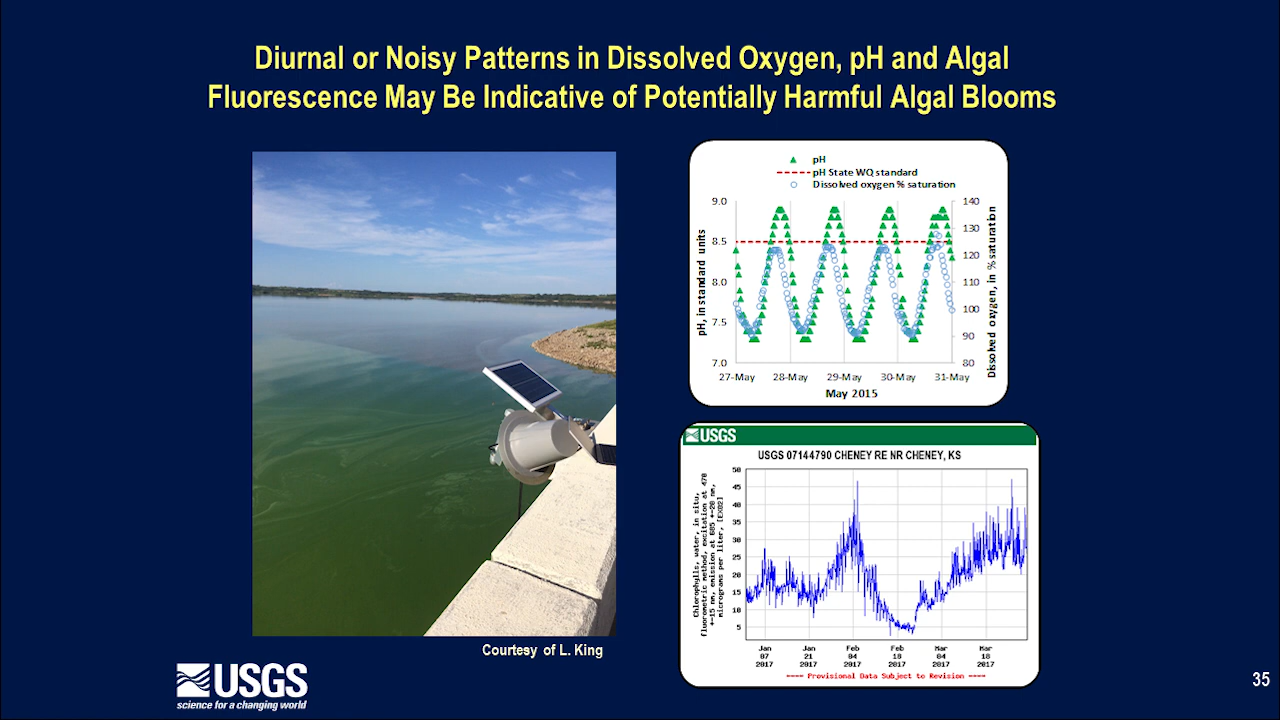 Diurnal or Noisy Patterns in Dissolved Oxygen, pH and Algal
Fluorescence May Be Indicative of Potentially Harmful Algal Blooms
pH
pH State WQ standard
Dissolved oxygen % saturation
9.0
8.5
8.0
7.5
7.0
pH, in standard units
140
130
120
110
100
90
80
Dissolved oxygen, in % saturation
27-May 28-May 29-May 30-May 31-May
May 2015
USGS
USGS 07144790 CHENEY RE NR CHENEY, KS
Chlorophylls, water, in situ,
fluorometric method, excitation at 470
+-15 nm, emission at 685 +-20 nm,
micrograms per liter, [EXO2]
50
45
40
35
30
25
20
15
10
5
Jan Jan Feb Feb Mar Mar
07 21 04 18 04 18
2017 2017 2017 2017 2017 2017
---- Provisional Data Subject to Revision ----
Courtesy of L. King
USGS
science for a changing world
35